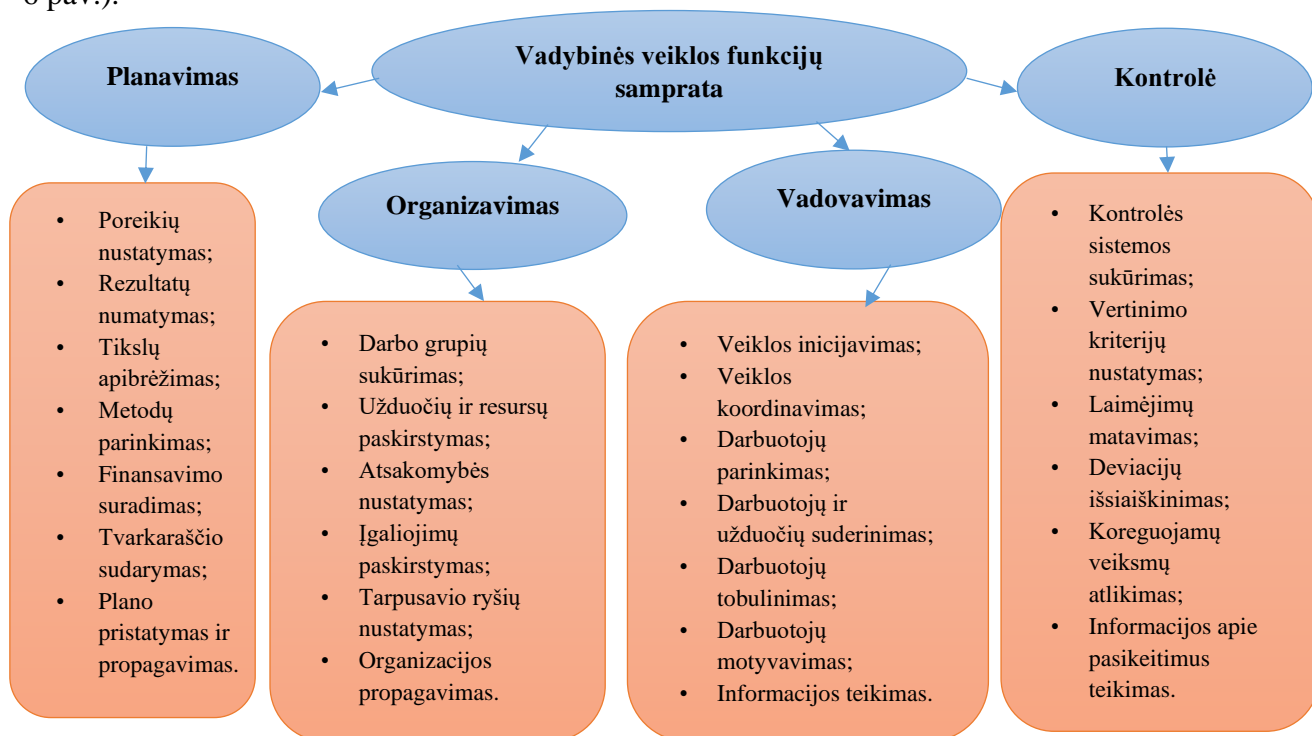 Vadybinės veiklos funkcijų
samprata
Planavimas
Kontrolė
Organizavimas
Vadovavimas
• Poreikių
nustatymas;
• Rezultatų
numatymas;
• Tikslų
apibrėžimas;
• Metodų
parinkimas;
• Finansavimo
suradimas;
• Tvarkaraščio
sudarymas;
• Plano
pristatymas ir
propagavimas.
• Darbo grupių
sukūrimas;
• Užduočių ir resursų
paskirstymas;
• Atsakomybės
nustatymas;
• Įgaliojimų
paskirstymas;
• Tarpusavio ryšių
nustatymas;
• Organizacijos
propagavimas.
• Veiklos inicijavimas;
• Veiklos
koordinavimas;
• Darbuotojų
parinkimas;
• Darbuotojų ir
užduočių suderinimas;
• Darbuotojų
tobulinimas;
• Darbuotojų
motyvavimas;
• Informacijos teikimas.
• Kontrolės
sistemos
sukūrimas;
• Vertinimo
kriterijų
nustatymas;
• Laimėjimų
matavimas;
• Deviacijų
išsiaiškinimas;
• Koreguojamų
veiksmų
atlikimas;
• Informacijos apie
pasikeitimus
teikimas.